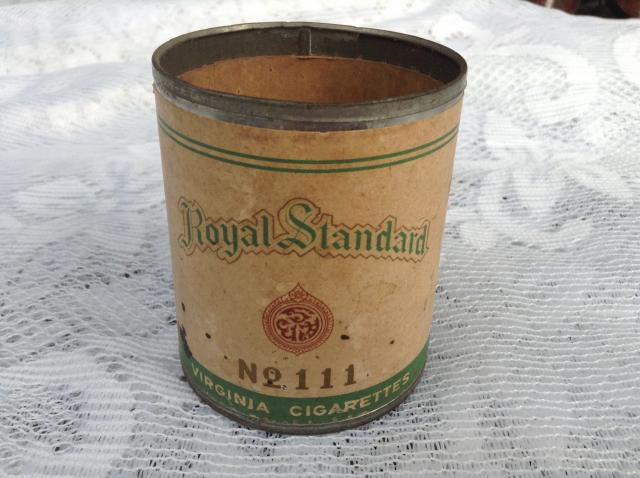 Royal Standard
No 111
VIRGINIA CIGARETTES